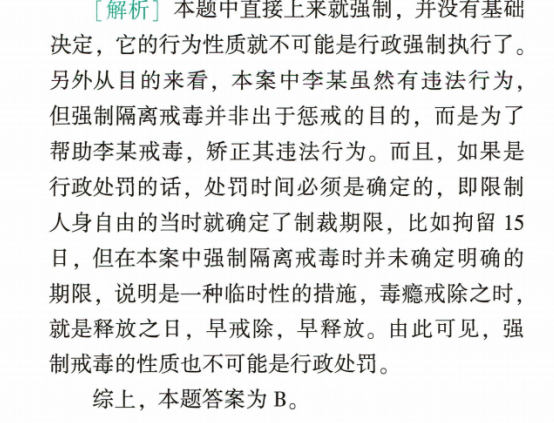 ［解析］ 本题中直接上来就强制，并没有基础
决定，它的行为性质就不可能是行政强制执行了。
另外从目的来看，本案中李某虽然有违法行为，
但强制隔离戒毒并非出于惩戒的目的，而是为了
帮助李某戒毒，矫正其违法行为。而且，如果是
行政处罚的话，处罚时间必须是确定的，即限制
人身自由的当时就确定了制裁期限，比如拘留 15
日，但在本案中强制隔离戒毒时并未确定明确的
期限，说明是一种临时性的措施，毒瘾戒除之时，
就是释放之日，早戒除，早释放。由此可见，强
制戒毒的性质也不可能是行政处罚。
综上，本题答案为 B。